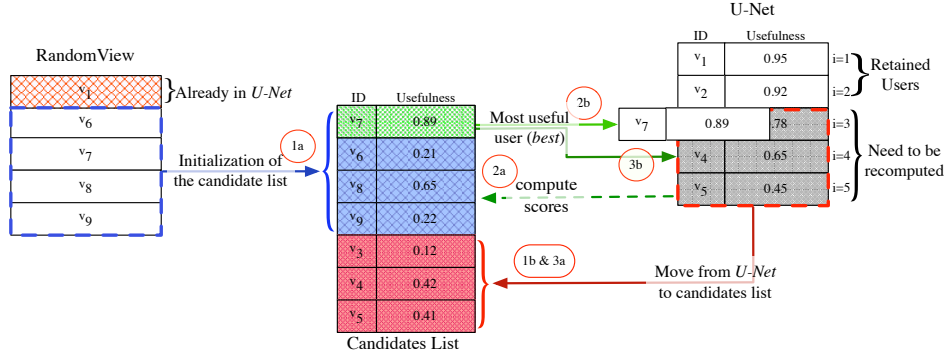 U-Net
ID Usefulness
v1 0.95 i=1
v2 0.92 i=2
Retained
Users
v7 0.89 .78 i=3
v4 0.65 i=4
v5 0.45 i=5
Need to be
recomputed
RandomView
v1
Already in U-Net
v6
v7
v8
v9
1a
Initialization of
the candidate list
ID Usefulness
v7 0.89
v6 0.21
v8 0.65
v9 0.22
v3 0.12
v4 0.42
v5 0.41
Candidates List
2b
Most useful
user (best)
3b
2a
compute
scores
1b & 3a
Move from U-Net
to candidates list